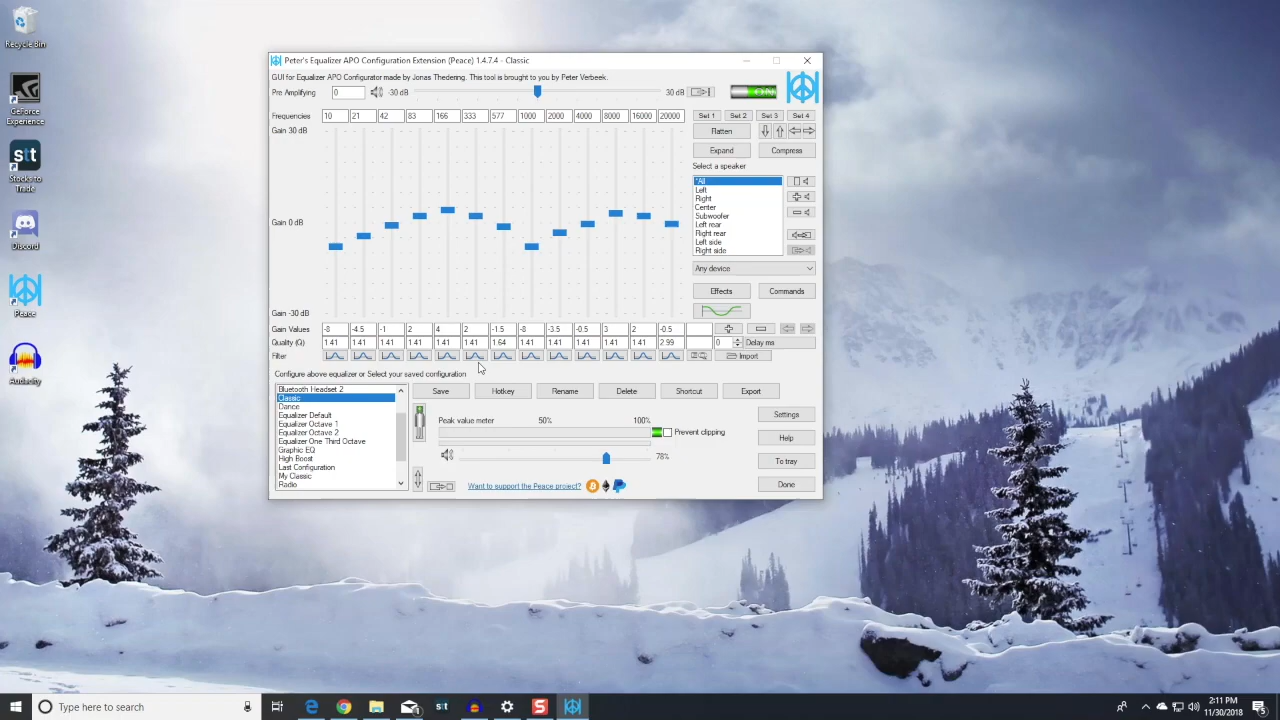 Recycle Bin
GeForce
Experience
stt
Stocks to
Trade
Discord
Peace
Audacity
Peter's Equalizer APO Configuration Extension (Peace) 1.4.7.4 - Classic
GUI for Equalizer APO Configurator made by Jonas Thedering. This tool is brought to you by Peter Verbeek.
Pre Amplifying 0 -30 dB 30 dB ON
Frequencies 10 21 42 83 166 333 577 1000 2000 4000 8000 16000 20000 Set 1 Set 2 Set 3 Set 4
Gain 30 dB
Flatten
Expand Compress
Select a speaker
*All
Left
Right
Center
Subwoofer
Left rear
Right rear
Left side
Right side
Gain 0 dB
Any device
Effects Commands
Gain -30 dB
Gain Values -8 -4.5 -1 2 4 2 -1.5 -8 -3.5 -0.5 3 2 -0.5
Quality (Q) 1.41 1.41 1.41 1.41 1.41 1.41 1.64 1.41 1.41 1.41 1.41 1.41 2.99 0 Delay ms
Filter Import
Configure above equalizer or Select your saved configuration
Bluetooth Headset 2
Classic
Dance
Equalizer Default
Equalizer Octave 1
Equalizer Octave 2
Equalizer One Third Octave
Graphic EQ
High Boost
Last Configuration
My Classic
Radio
Save Hotkey Rename Delete Shortcut Export
Peak value meter 50% 100%
Prevent clipping
78%
Want to support the Peace project?
Settings
Help
To tray
Done
Type here to search
1
stt
S
2:11 PM
11/30/2018
5